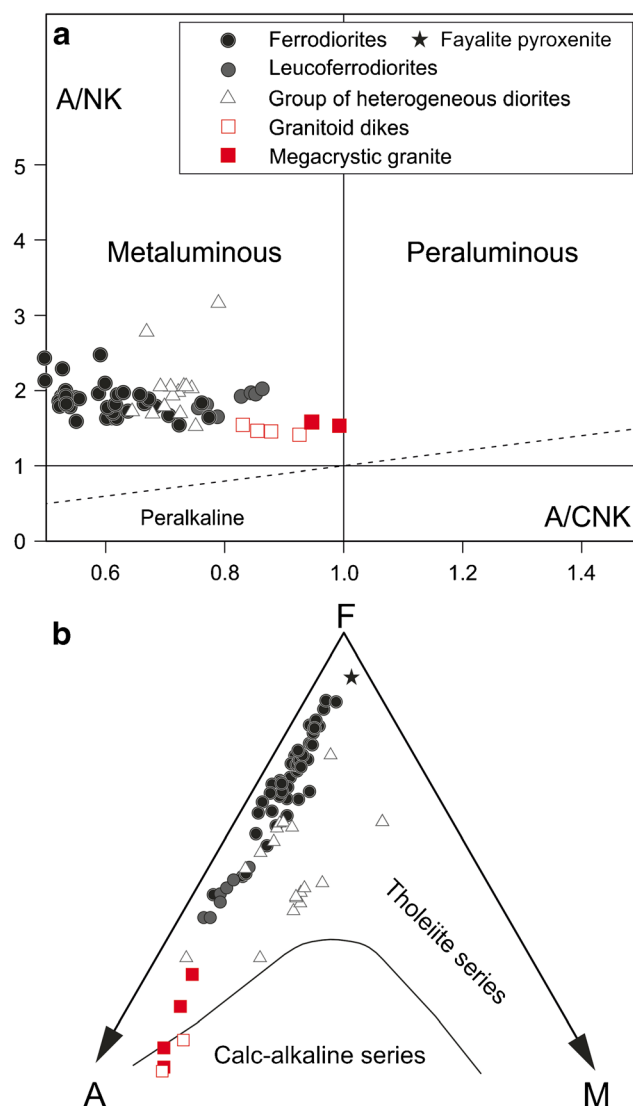 a
A/NK
Ferrodiorites
Fayalite pyroxenite
Leucoferrodiorites
Group of heterogeneous diorites
Granitoid dikes
Megacrystic granite
5
4
3
2
1
0
Metaluminous
Peraluminous
Peralkaline
A/CNK
0.6
0.8
1.0
1.2
1.4
b
F
Tholeiite series
Calc-alkaline series
A
M